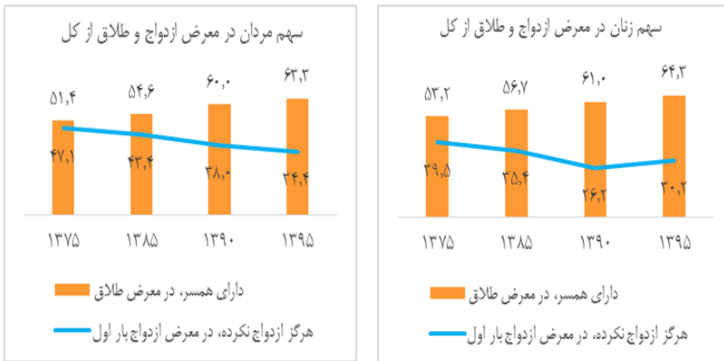 سهم زنان در معرض ازدواج و طلاق از کل
۵۳,۲ ۵۶,۷ ۶۱,۰ ۶۴,۳
۳۹,۵ ۳۵,۴ ۲۶,۲ ۳۰,۲
۱۳۷۵ ۱۳۸۵ ۱۳۹۰ ۱۳۹۵
دارای همسر، در معرض طلاق
هرگز ازدواج نکرده، در معرض ازدواج بار اول
سهم مردان در معرض ازدواج و طلاق از کل
۵۱,۴ ۵۴,۶ ۶۰,۰ ۶۳,۳
۴۷,۱ ۴۳,۴ ۳۸,۰ ۳۴,۴
۱۳۷۵ ۱۳۸۵ ۱۳۹۰ ۱۳۹۵
دارای همسر، در معرض طلاق
هرگز ازدواج نکرده، در معرض ازدواج بار اول